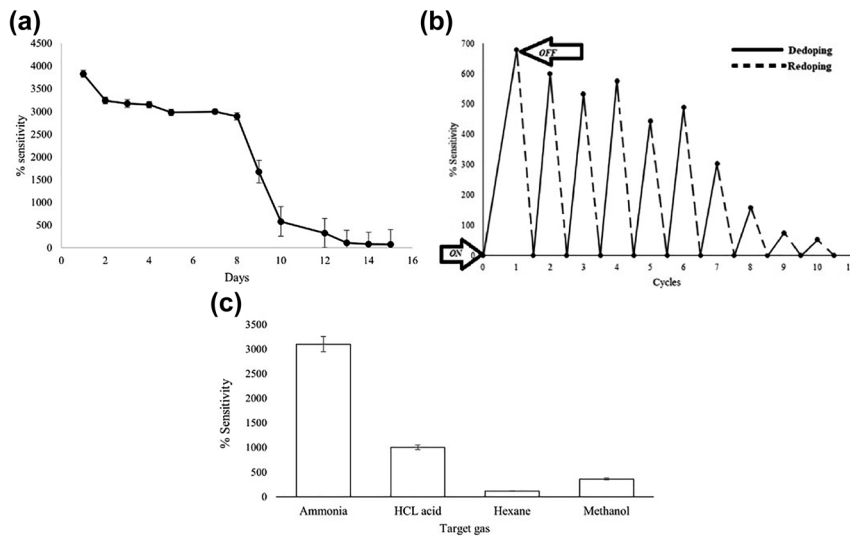 (a)
4500
4000
3500
3000
2500
2000
1500
1000
500
0
% sensitivity
0 2 4 6 8 10 12 14 16
Days
(b)
700
600
500
400
300
200
100
0
% Sensitivity
OFF
ON
Dedoping
Redoping
0 1 2 3 4 5 6 7 8 9 10
Cycles
(c)
3500
3000
2500
2000
1500
1000
500
0
% Sensitivity
Ammonia HCL acid Hexane Methanol
Target gas